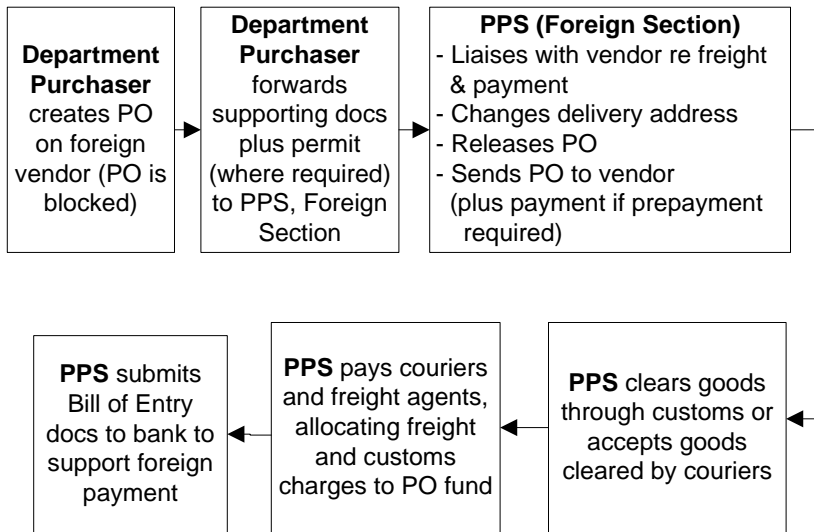 Department
Purchaser
creates PO
on foreign
vendor (PO is
blocked)
Department
Purchaser
forwards
supporting docs
plus permit
(where required)
to PPS, Foreign
Section
PPS (Foreign Section)
- Liaises with vendor re freight
& payment
- Changes delivery address
- Releases PO
- Sends PO to vendor
(plus payment if prepayment
required)
PPS clears goods
through customs or
accepts goods
cleared by couriers
PPS pays couriers
and freight agents,
allocating freight
and customs
charges to PO fund
PPS submits
Bill of Entry
docs to bank to
support foreign
payment